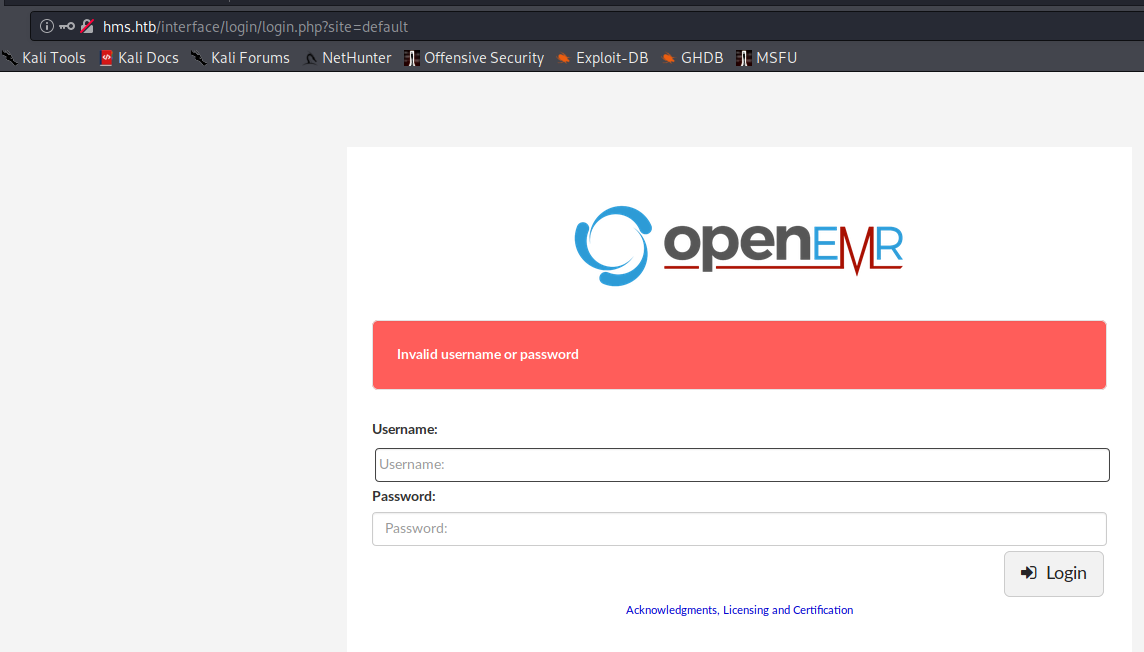 hms.htb/interface/login/login.php?site=default
Kali Tools Kali Docs Kali Forums NetHunter Offensive Security Exploit-DB GHDB MSFU
openEMR
Invalid username or password
Username:
Username:
Password:
Password:
Login
Acknowledgments, Licensing and Certification